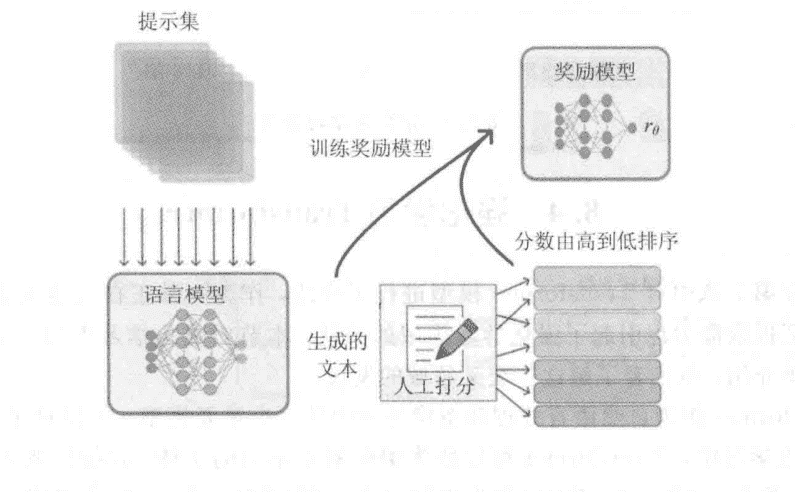 提示集
奖励模型
rθ
训练奖励模型
分数由高到低排序
语言模型
生成的
文本
人工打分